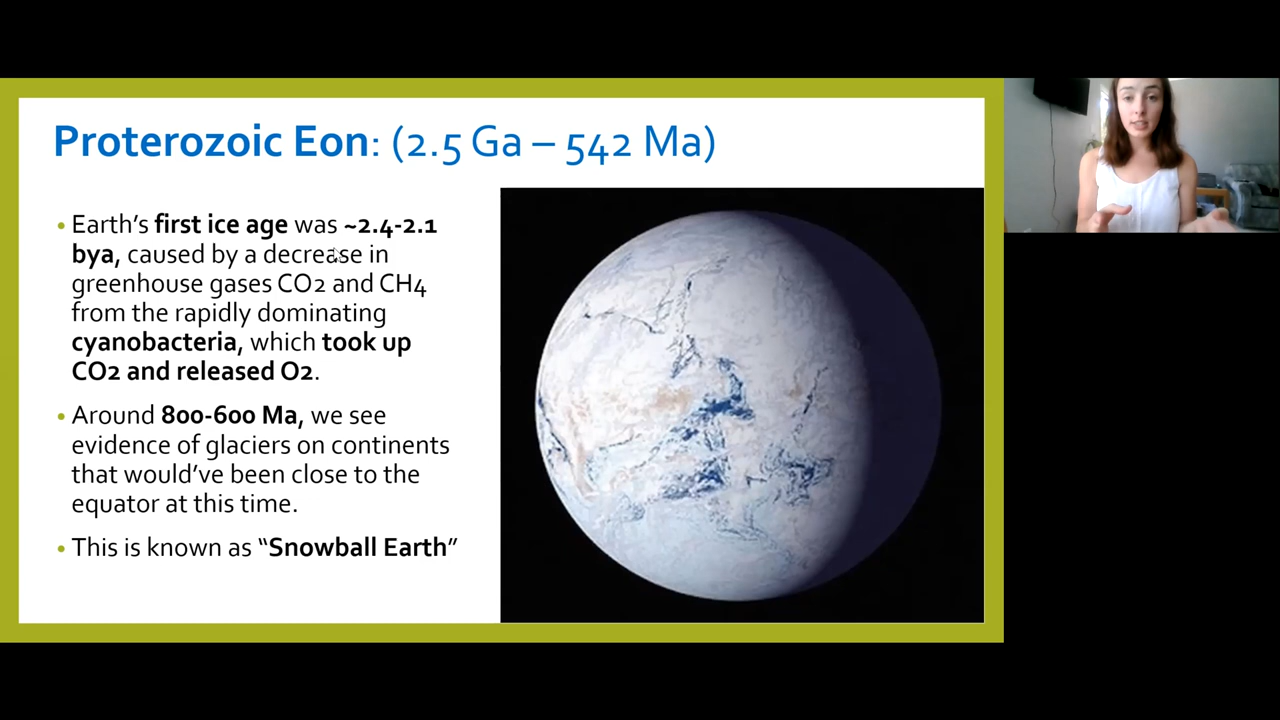 Proterozoic Eon: (2.5 Ga – 542 Ma)
• Earth’s first ice age was ~2.4-2.1
bya, caused by a decrease in
greenhouse gases CO2 and CH4
from the rapidly dominating
cyanobacteria, which took up
CO2 and released O2.
• Around 800-600 Ma, we see
evidence of glaciers on continents
that would’ve been close to the
equator at this time.
• This is known as “Snowball Earth”